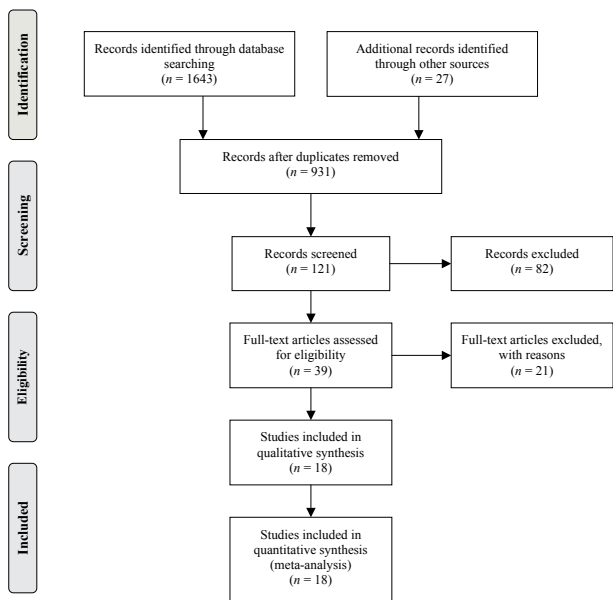 Identification
Records identified through database
searching
(n = 1643)
Additional records identified
through other sources
(n = 27)
Records after duplicates removed
(n = 931)
Screening
Records screened
(n = 121)
Records excluded
(n = 82)
Eligibility
Full-text articles assessed
for eligibility
(n = 39)
Full-text articles excluded,
with reasons
(n = 21)
Studies included in
qualitative synthesis
(n = 18)
Included
Studies included in
quantitative synthesis
(meta-analysis)
(n = 18)